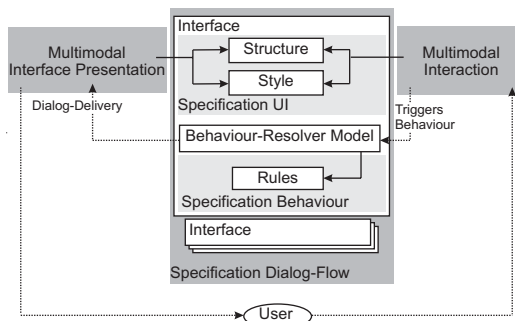 Interface
Multimodal
Interface Presentation
Structure
Style
Specification UI
Multimodal
Interaction
Dialog-Delivery
Triggers
Behaviour
Behaviour-Resolver Model
Rules
Specification Behaviour
Interface
Specification Dialog-Flow
User